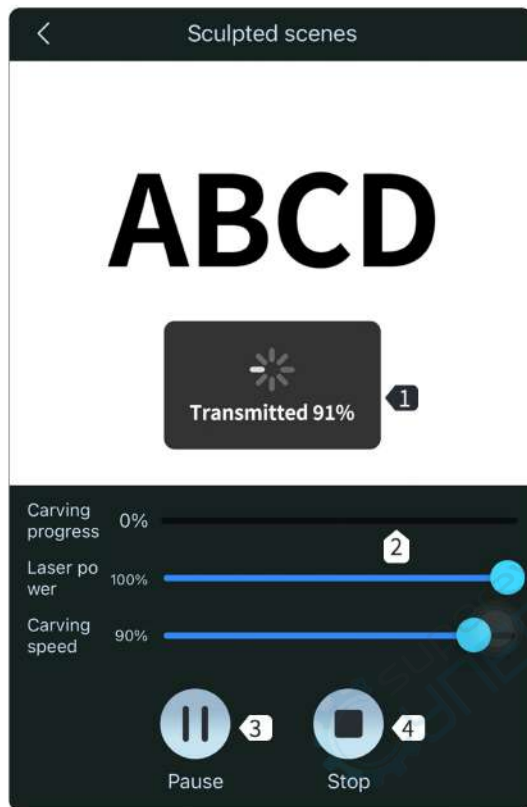 Sculpted scenes
ABCD
Transmitted 91%
1
Carving
progress
0%
2
Laser po
wer
100%
Carving
speed
90%
3
4
Pause
Stop